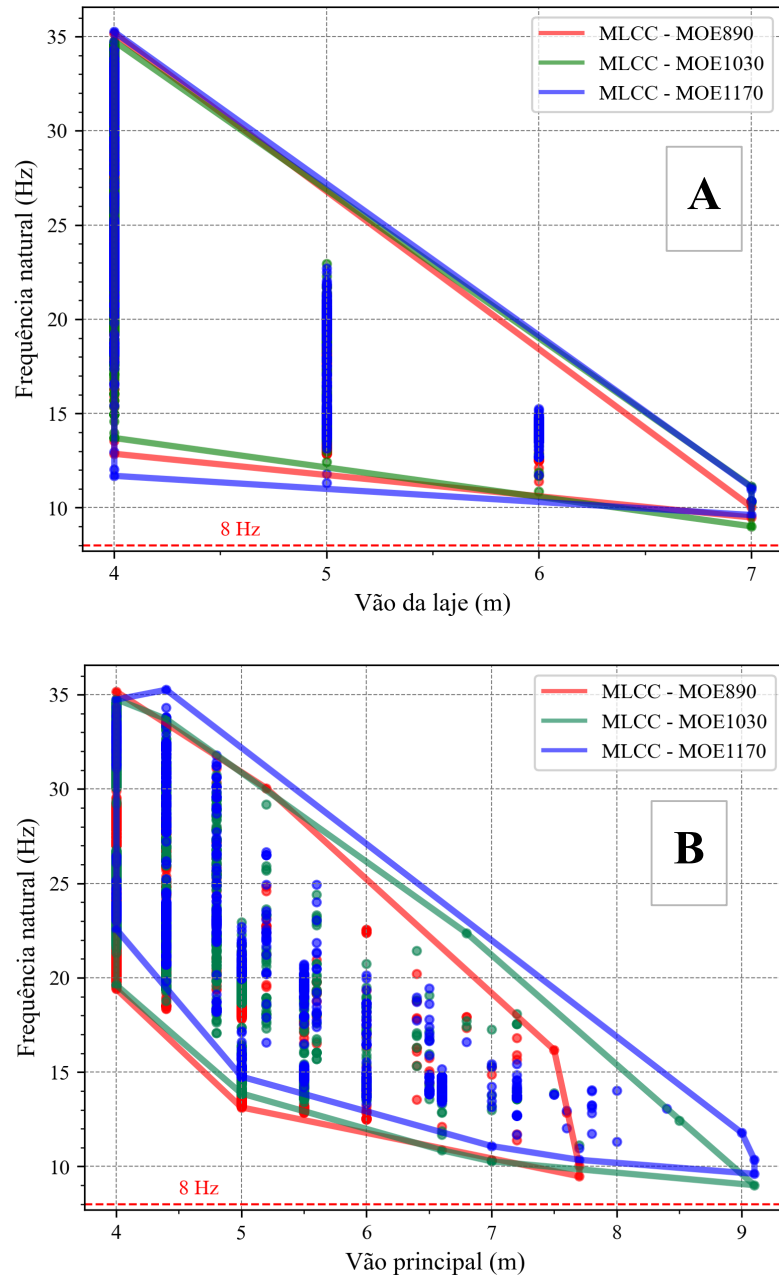 MLCC - MOE890
MLCC - MOE1030
MLCC - MOE1170
A
Frequência natural (Hz)
35
30
25
20
15
10
8 Hz
4
5
6
7
Vão da laje (m)
MLCC - MOE890
MLCC - MOE1030
MLCC - MOE1170
B
Frequência natural (Hz)
35
30
25
20
15
10
8 Hz
4
5
6
7
8
9
Vão principal (m)